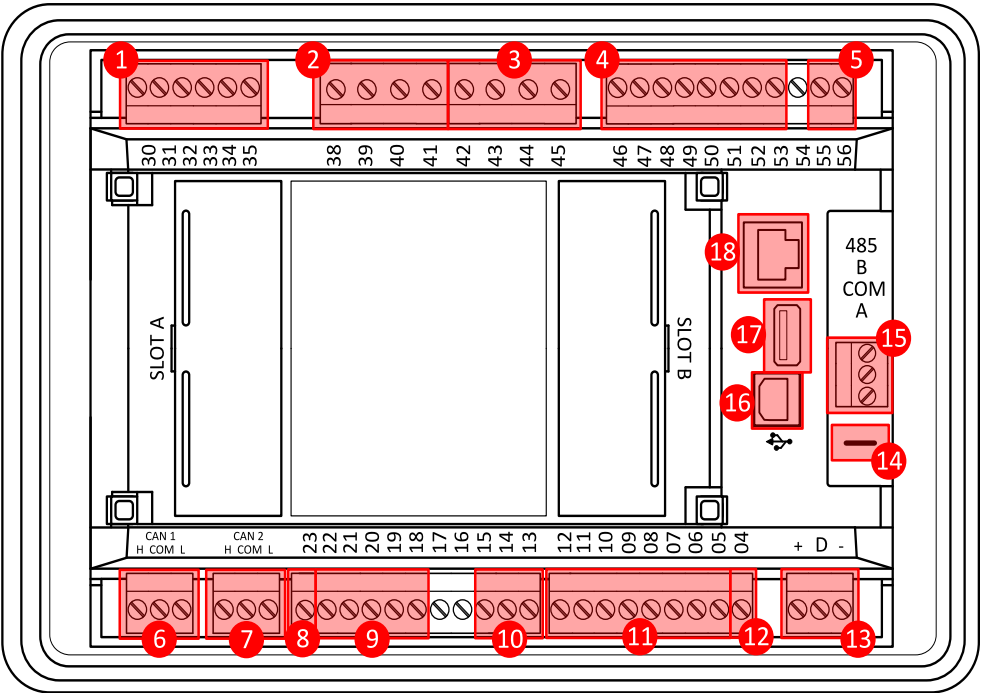 1 2 3 4 5
30 31 32 33 34 35 38 39 40 41 42 43 44 45 46 47 48 49 50 51 52 53 54 55 56
18
485
B
COM
A
17
15
SLOT A
SLOT B
16
14
CAN 1
H COM L
CAN 2
H COM L
23 22 21 20 19 18 17 16 15 14 13 12 11 10 09 08 07 06 05 04
+ D -
6 7 8 9 10 11 12 13